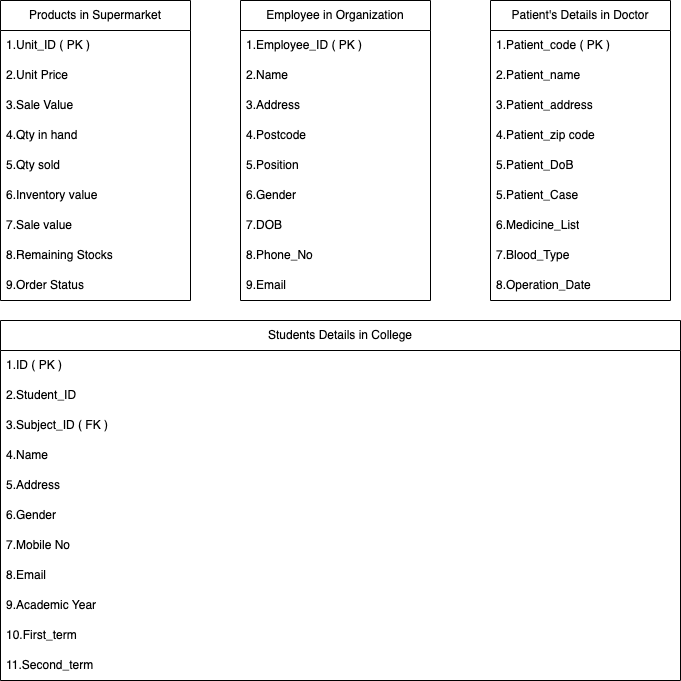 Products in Supermarket
1.Unit_ID ( PK )
2.Unit Price
3.Sale Value
4.Qty in hand
5.Qty sold
6.Inventory value
7.Sale value
8.Remaining Stocks
9.Order Status
Employee in Organization
1.Employee_ID ( PK )
2.Name
3.Address
4.Postcode
5.Position
6.Gender
7.DOB
8.Phone_No
9.Email
Patient's Details in Doctor
1.Patient_code ( PK )
2.Patient_name
3.Patient_address
4.Patient_zip code
5.Patient_DoB
5.Patient_Case
6.Medicine_List
7.Blood_Type
8.Operation_Date
Students Details in College
1.ID ( PK )
2.Student_ID
3.Subject_ID ( FK )
4.Name
5.Address
6.Gender
7.Mobile No
8.Email
9.Academic Year
10.First_term
11.Second_term